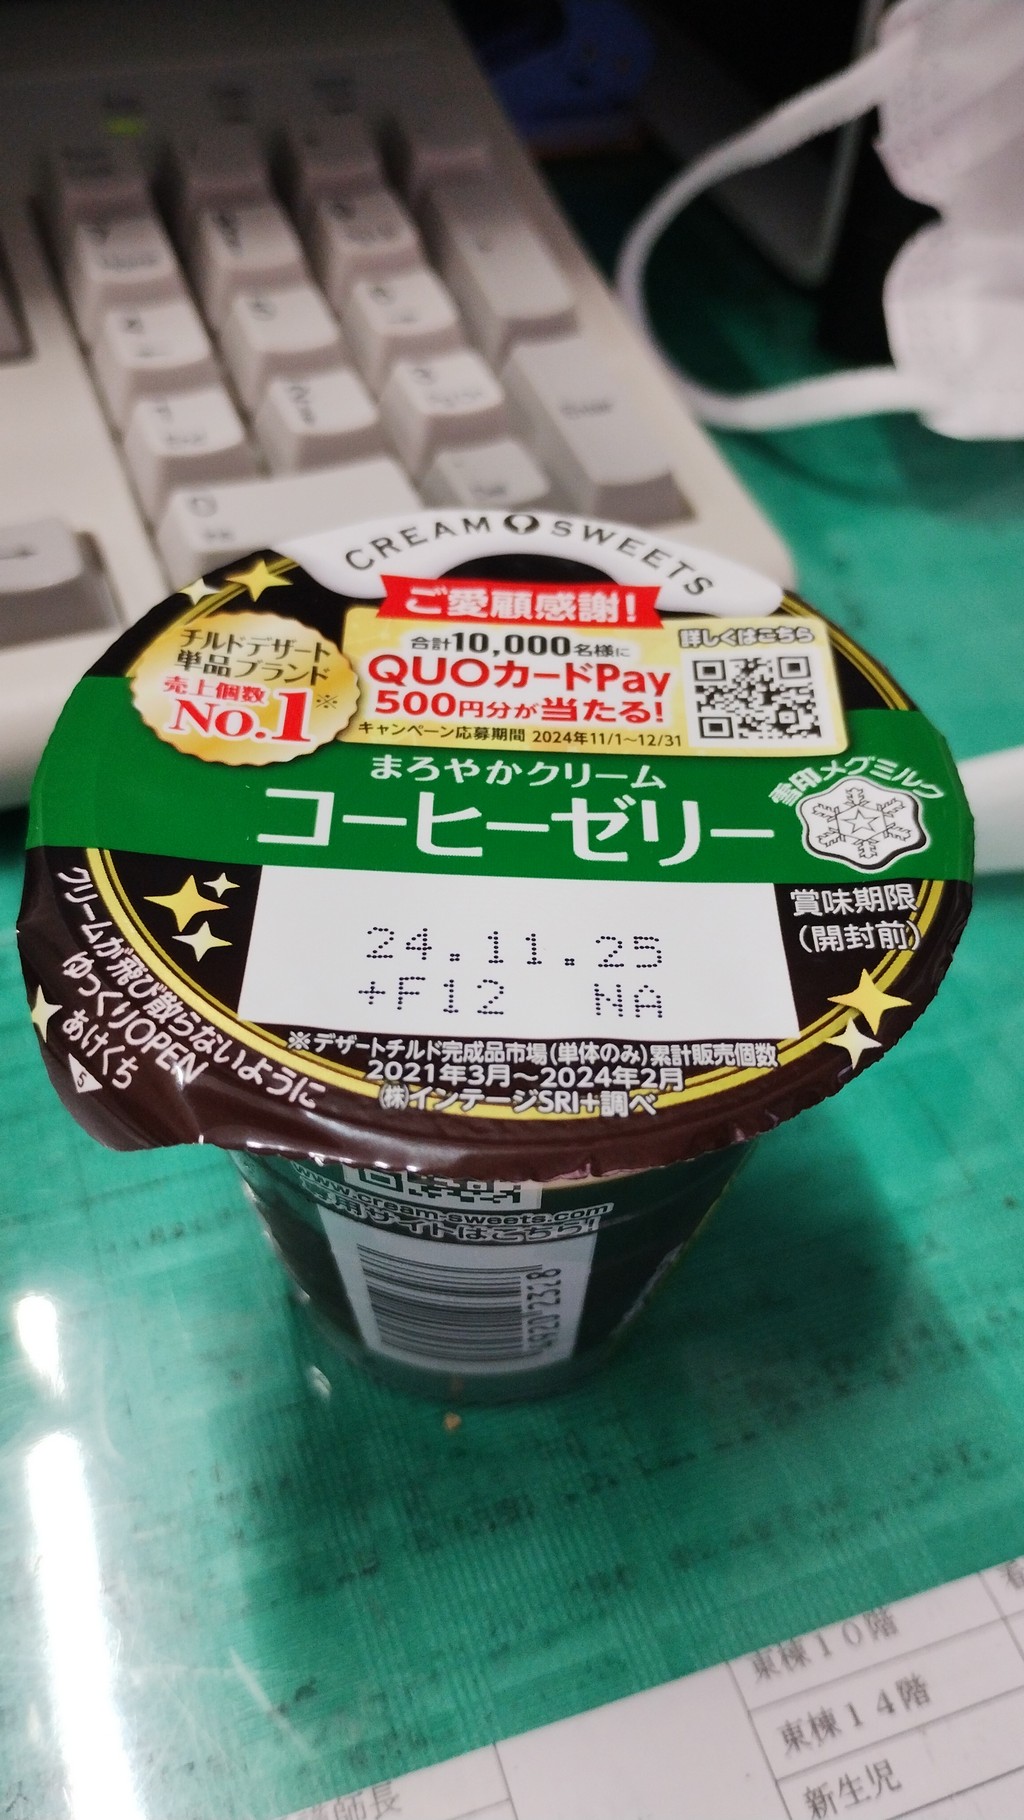 CREAM SWEETS
ご愛顧感謝!
チルドデザート
単品ブランド
売上個数
No.1※
合計10,000名様に
QUOカードPay
500円分が当たる!
キャンペーン応募期間 2024年11/1〜12/31
詳しくはこちら
まろやかクリーム
コーヒーゼリー
雪印メグミルク
賞味期限
(開封前)
24.11.25
+F12 NA
クリームが飛び散らないように
ゆっくりOPEN
あけくち
5
※デザートチルド完成品市場(単体のみ)累計販売個数
2021年3月〜2024年2月
(株)インテージSRI+調べ
www.cream-sweets.com
用サイトはこちら!
東棟10階
東棟14階
新生児
師長